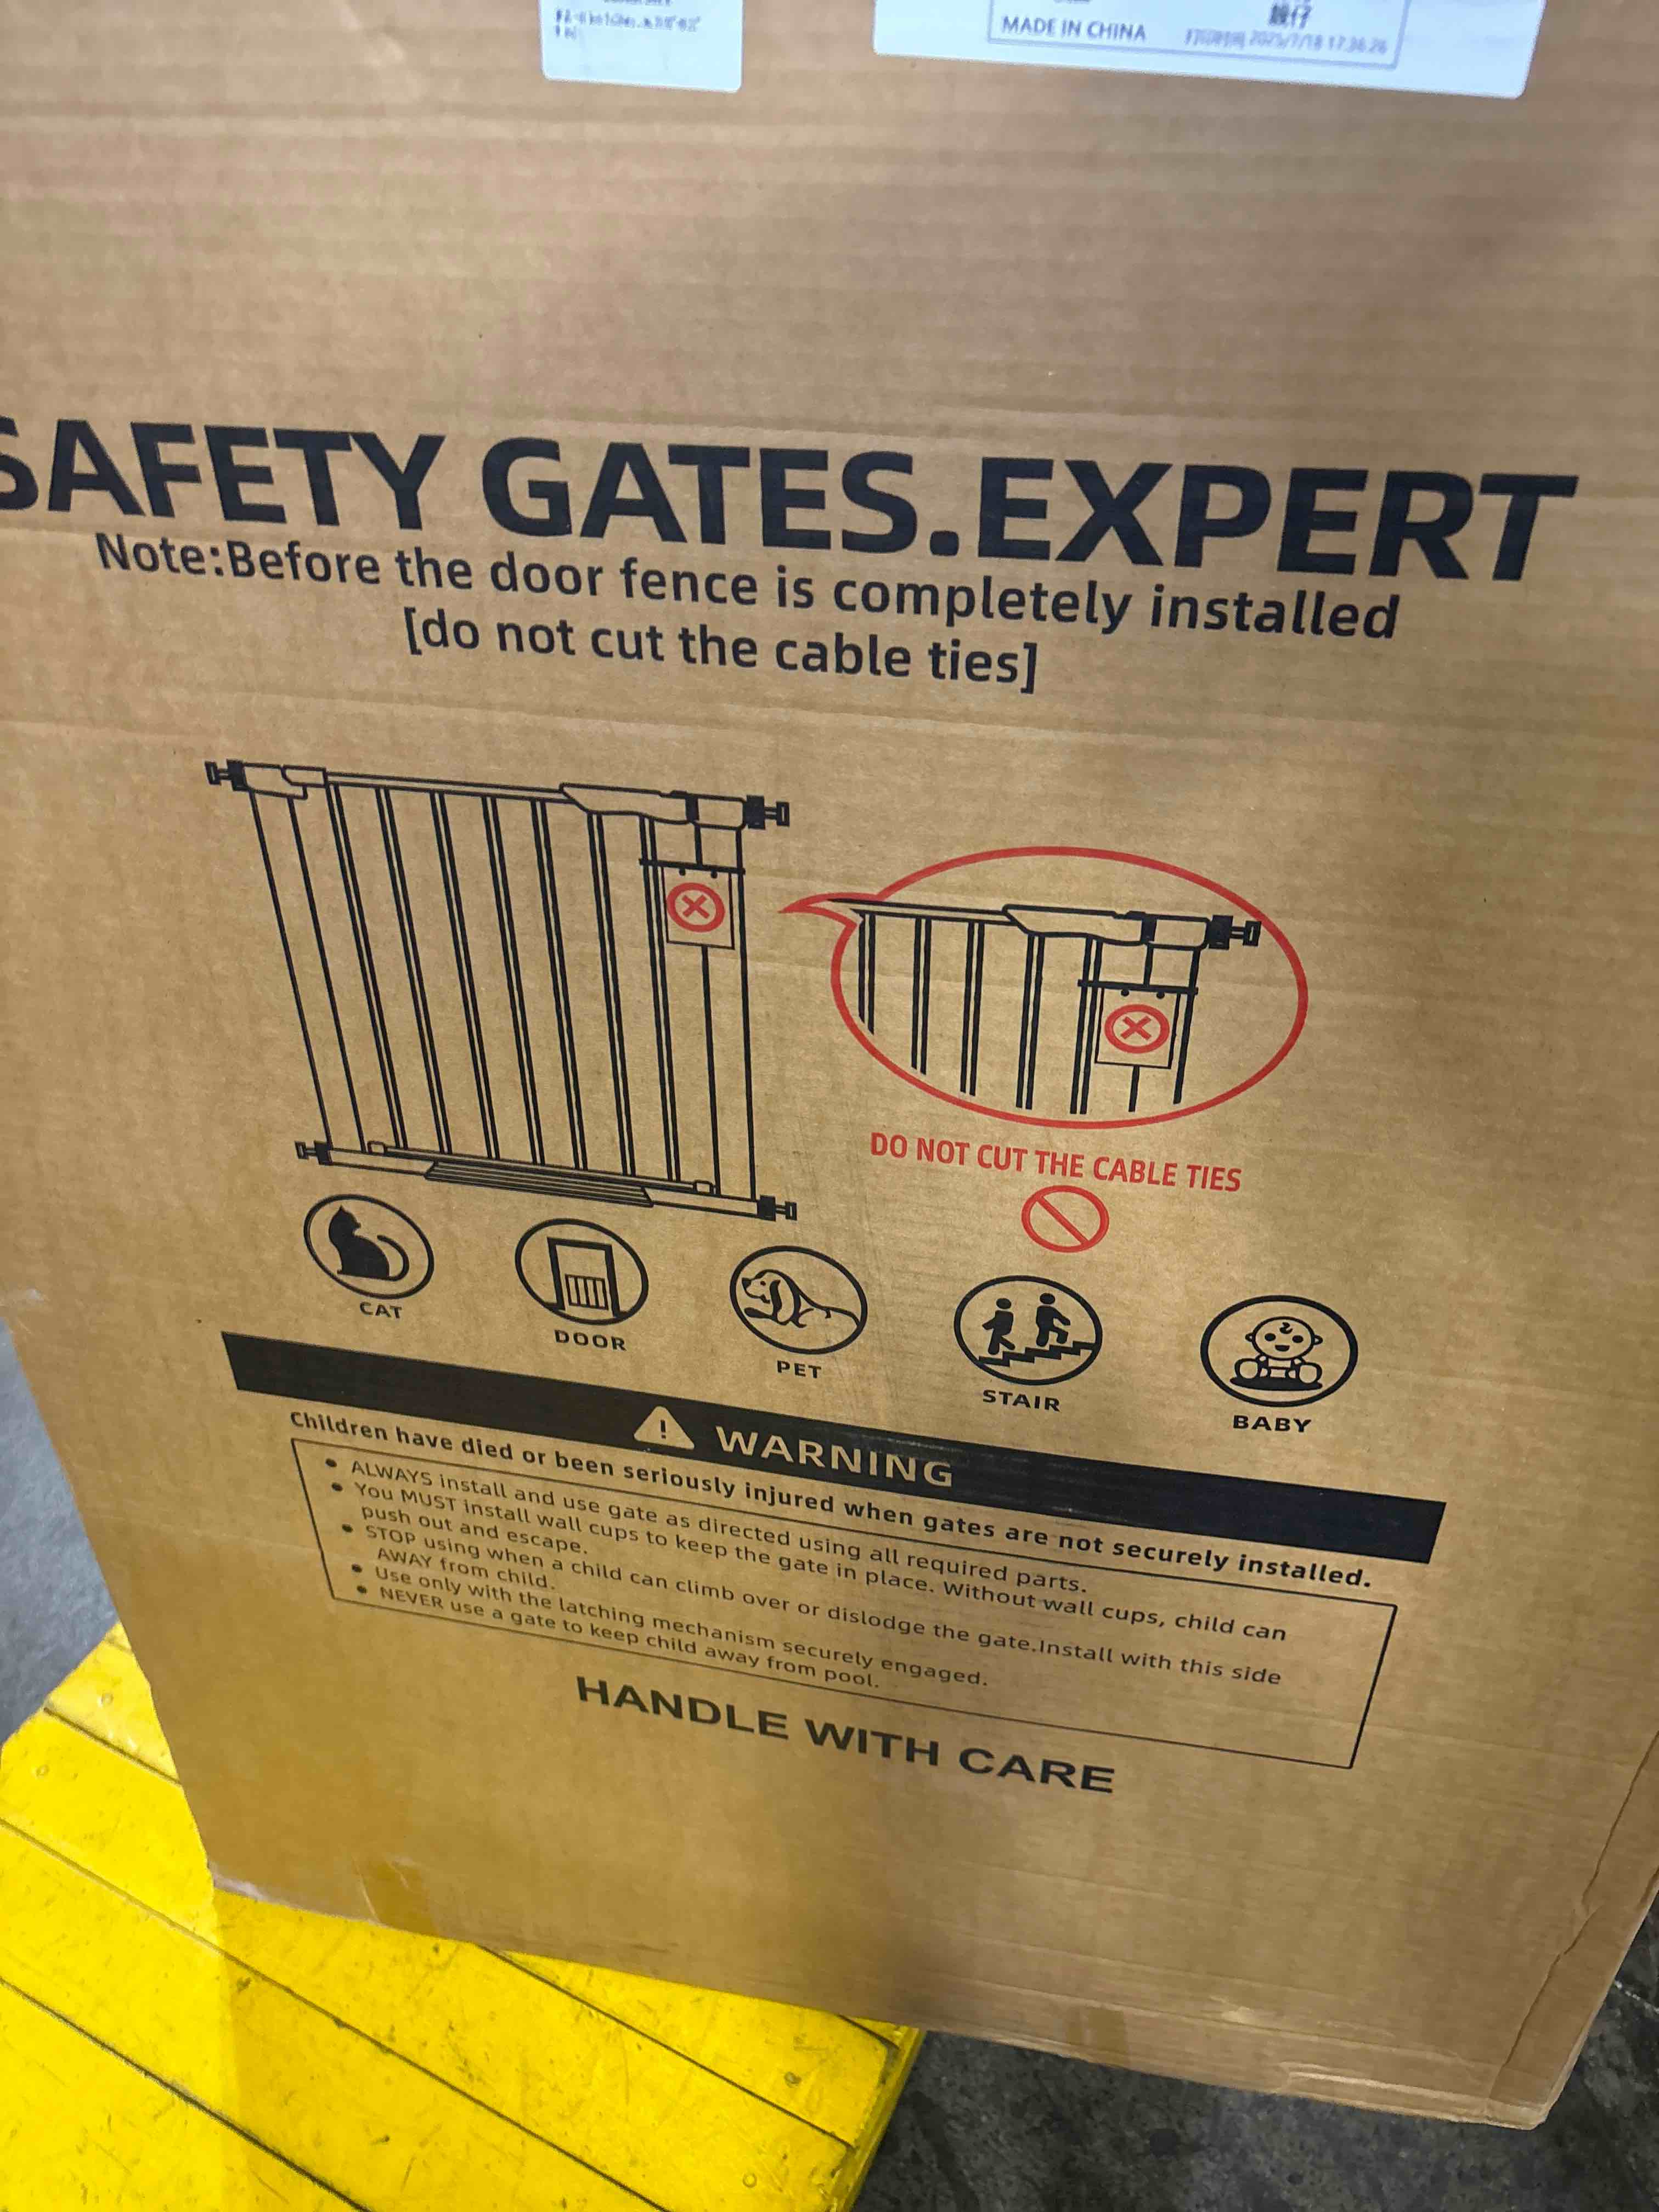 MADE IN CHINA
2025/7/18 17:36:26
SAFETY GATES.EXPERT
Note:Before the door fence is completely installed
[do not cut the cable ties]
DO NOT CUT THE CABLE TIES
CAT
DOOR
PET
STAIR
BABY
WARNING
Children have died or been seriously injured when gates are not securely installed.
• ALWAYS install and use gate as directed using all required parts.
• You MUST install wall cups to keep the gate in place. Without wall cups, child can
push out and escape.
• STOP using when a child can climb over or dislodge the gate.Install with this side
AWAY from child.
• Use only with the latching mechanism securely engaged.
• NEVER use a gate to keep child away from pool.
HANDLE WITH CARE